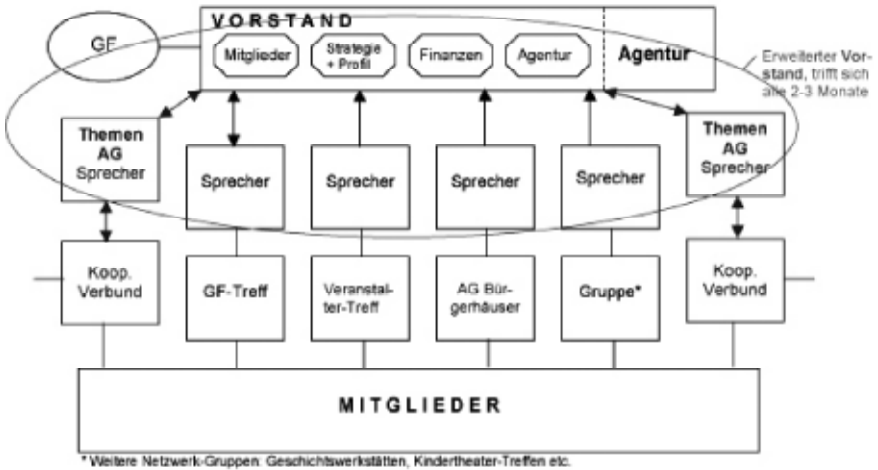 VORSTAND
GF
Mitglieder
Strategie
+ Profil
Finanzen
Agentur
Agentur
Erweiterter Vor-
stand, trifft sich
alle 2-3 Monate
Themen
AG
Sprecher
Sprecher
Sprecher
Sprecher
Sprecher
Themen
AG
Sprecher
Koop.
Verbund
GF-Treff
Veranstal-
ter-Treff
AG Bür-
gerhäuser
Gruppe*
Koop.
Verbund
MITGLIEDER
* Weitere Netzwerk-Gruppen: Geschichtswerkstätten, Kindertheater-Treffen etc.